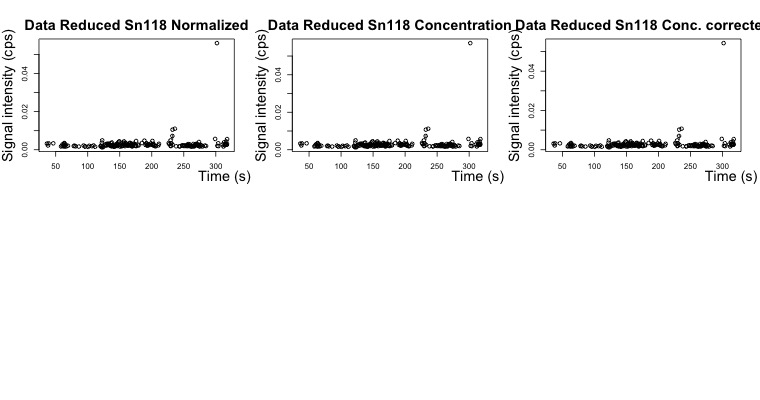 Data Reduced Sn118 Normalized
Signal intensity (cps)
0.00 0.02 0.04
50 100 150 200 250 300
Time (s)
Data Reduced Sn118 Concentration
Signal intensity (cps)
0.00 0.02 0.04
50 100 150 200 250 300
Time (s)
Data Reduced Sn118 Conc. correcte
Signal intensity (cps)
0.00 0.02 0.04
50 100 150 200 250 300
Time (s)